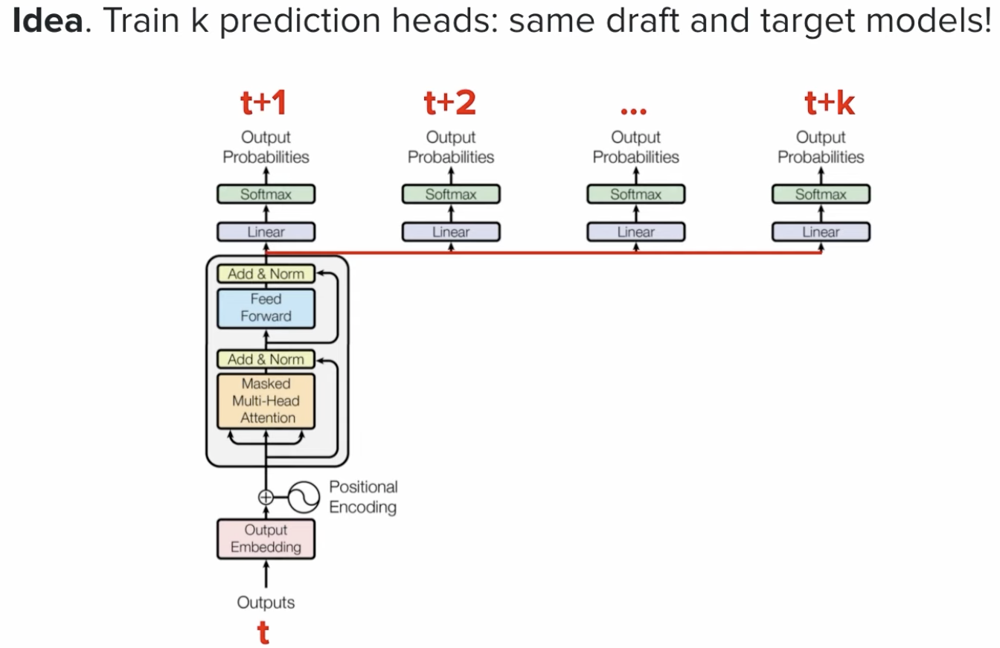 Idea. Train k prediction heads: same draft and target models!
t+1 t+2 ... t+k
Output Output Output Output
Probabilities Probabilities Probabilities Probabilities
Softmax Softmax Softmax Softmax
Linear Linear Linear Linear
Add & Norm
Feed
Forward
Add & Norm
Masked
Multi-Head
Attention
Positional
Encoding
Output
Embedding
Outputs
t